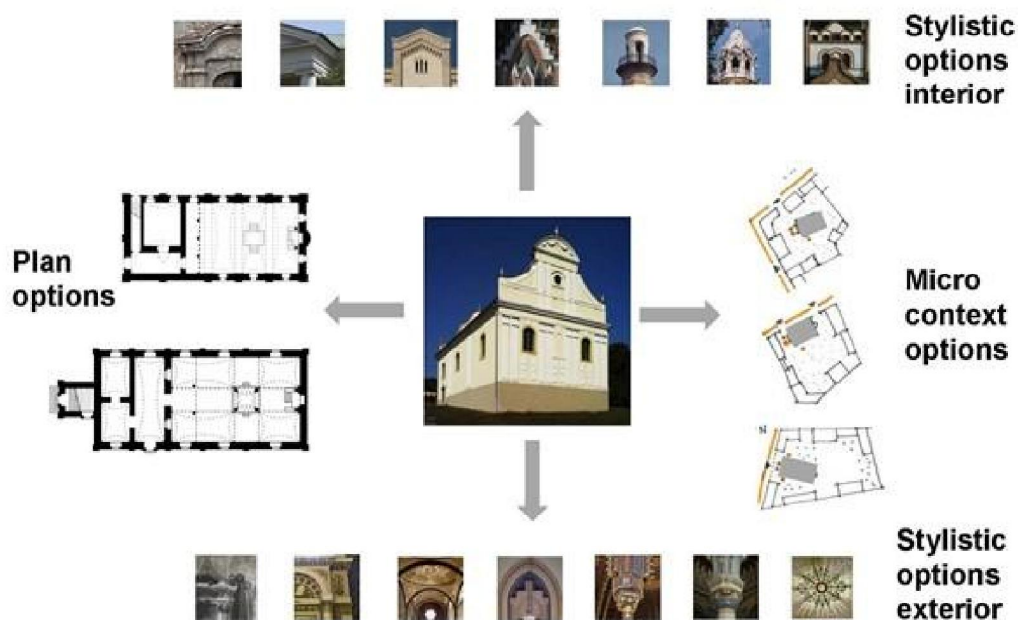 Stylistic
options
interior
Plan
options
Micro
context
options
Stylistic
options
exterior